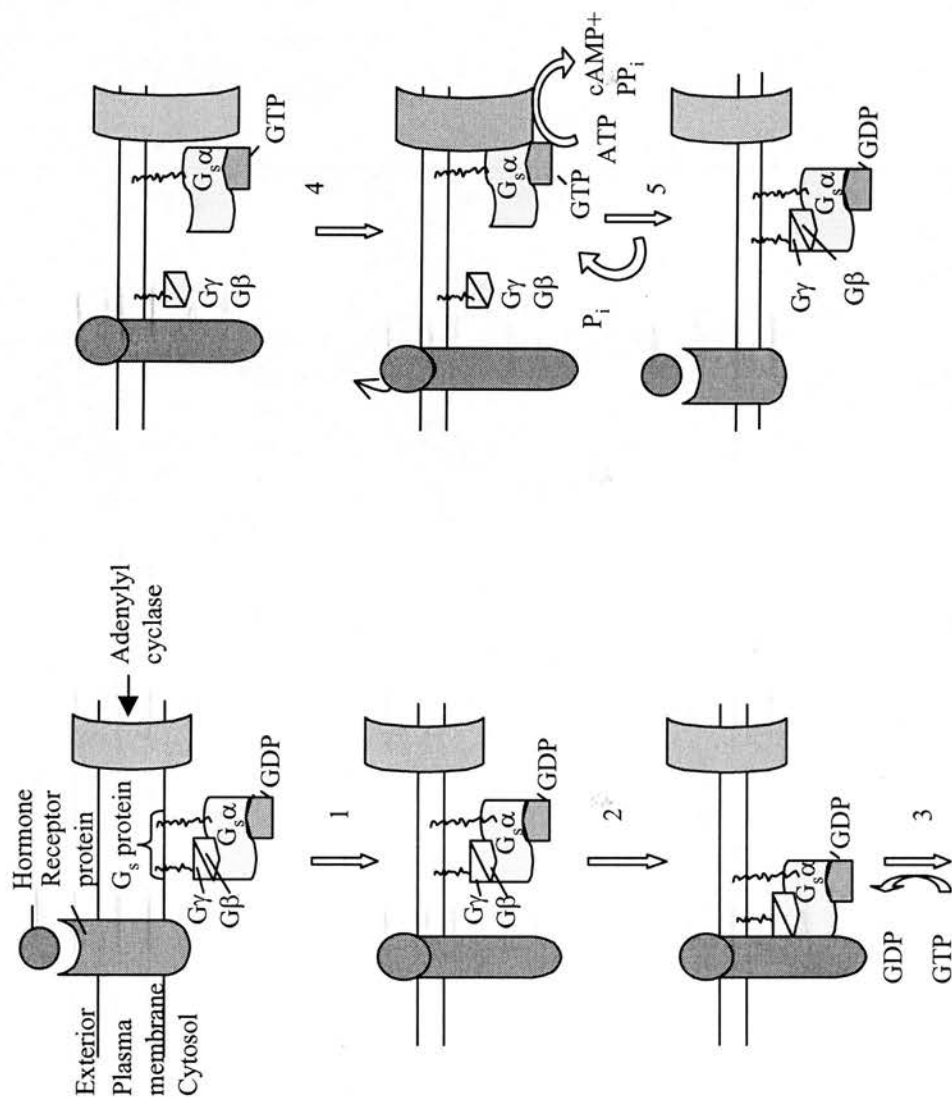 Hormone
Receptor
protein
Exterior
Plasma
membrane
Cytosol
Gₛ protein
Adenylyl
cyclase
Gγ
Gβ
Gₛα
GDP
1
Gγ
Gβ
Gₛα
GDP
2
Gₛα
GDP
GDP
GTP
3
Gγ
Gβ
Gₛα
GTP
4
Gγ
Gβ
Gₛα
GTP
ATP
cAMP+
PPᵢ
Pᵢ
5
Gγ
Gβ
Gₛα
GDP